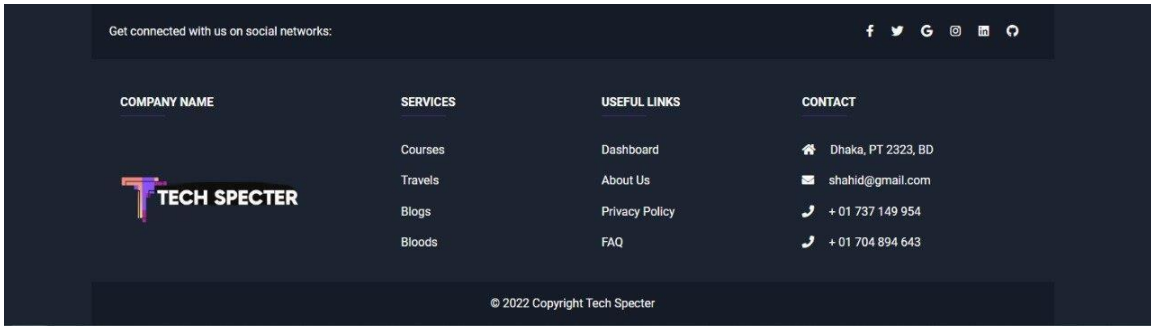 Get connected with us on social networks:
COMPANY NAME
TECH SPECTER
SERVICES
Courses
Travels
Blogs
Bloods
USEFUL LINKS
Dashboard
About Us
Privacy Policy
FAQ
CONTACT
Dhaka, PT 2323, BD
shahid@gmail.com
+ 01 737 149 954
+ 01 704 894 643
© 2022 Copyright Tech Specter